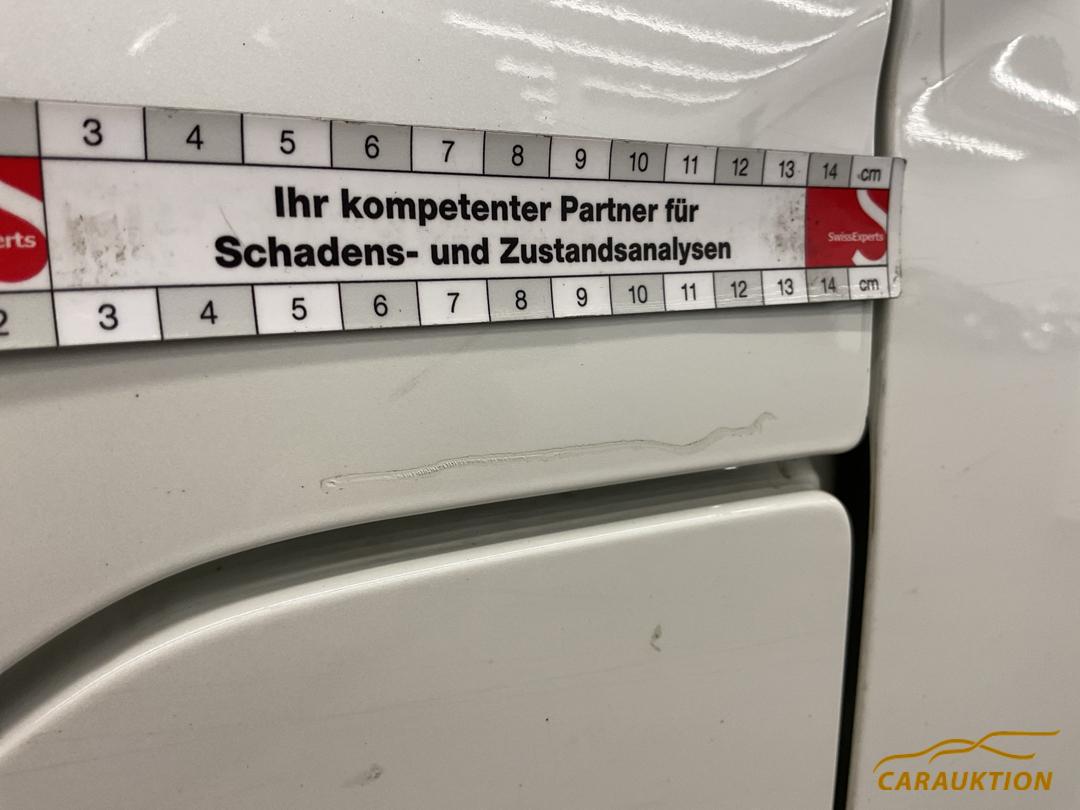 3 4 5 6 7 8 9 10 11 12 13 14 cm
Ihr kompetenter Partner für
Schadens- und Zustandsanalysen
erts
SwissExperts
2 3 4 5 6 7 8 9 10 11 12 13 14 cm
CARAUKTION